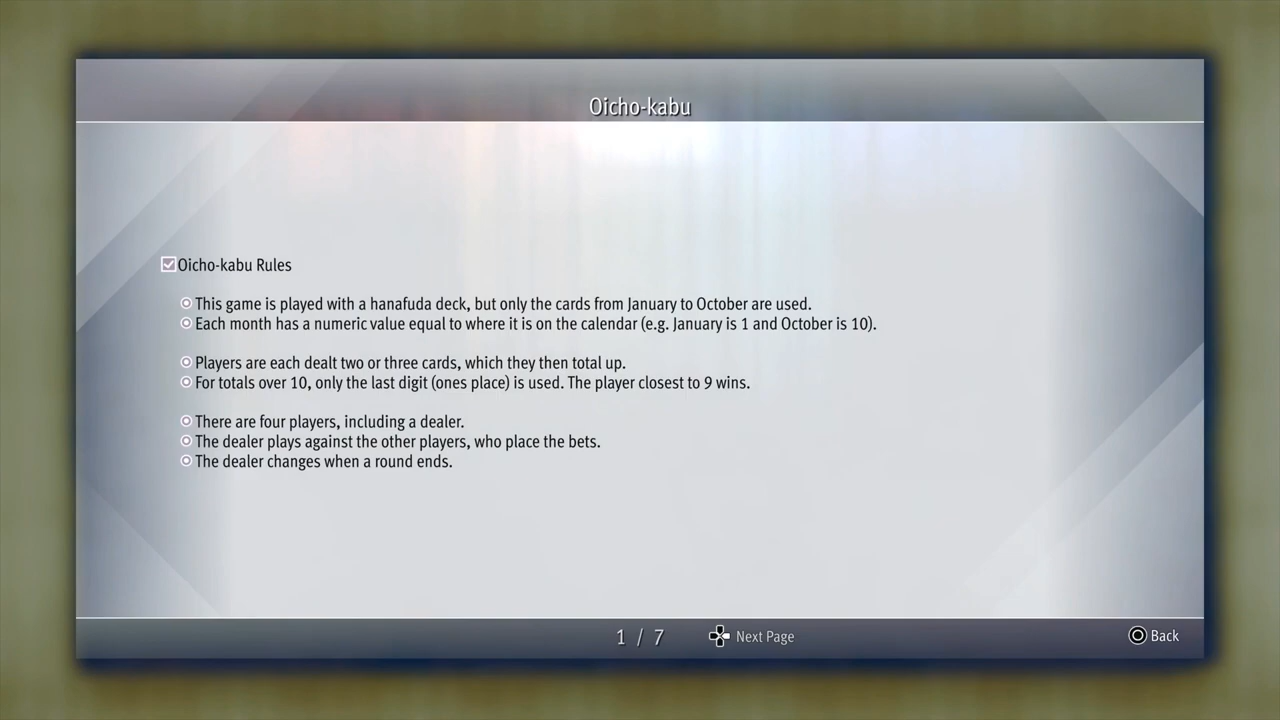 Oicho-kabu
Oicho-kabu Rules
This game is played with a hanafuda deck, but only the cards from January to October are used.
Each month has a numeric value equal to where it is on the calendar (e.g. January is 1 and October is 10).
Players are each dealt two or three cards, which they then total up.
For totals over 10, only the last digit (ones place) is used. The player closest to 9 wins.
There are four players, including a dealer.
The dealer plays against the other players, who place the bets.
The dealer changes when a round ends.
1 / 7 Next Page Back